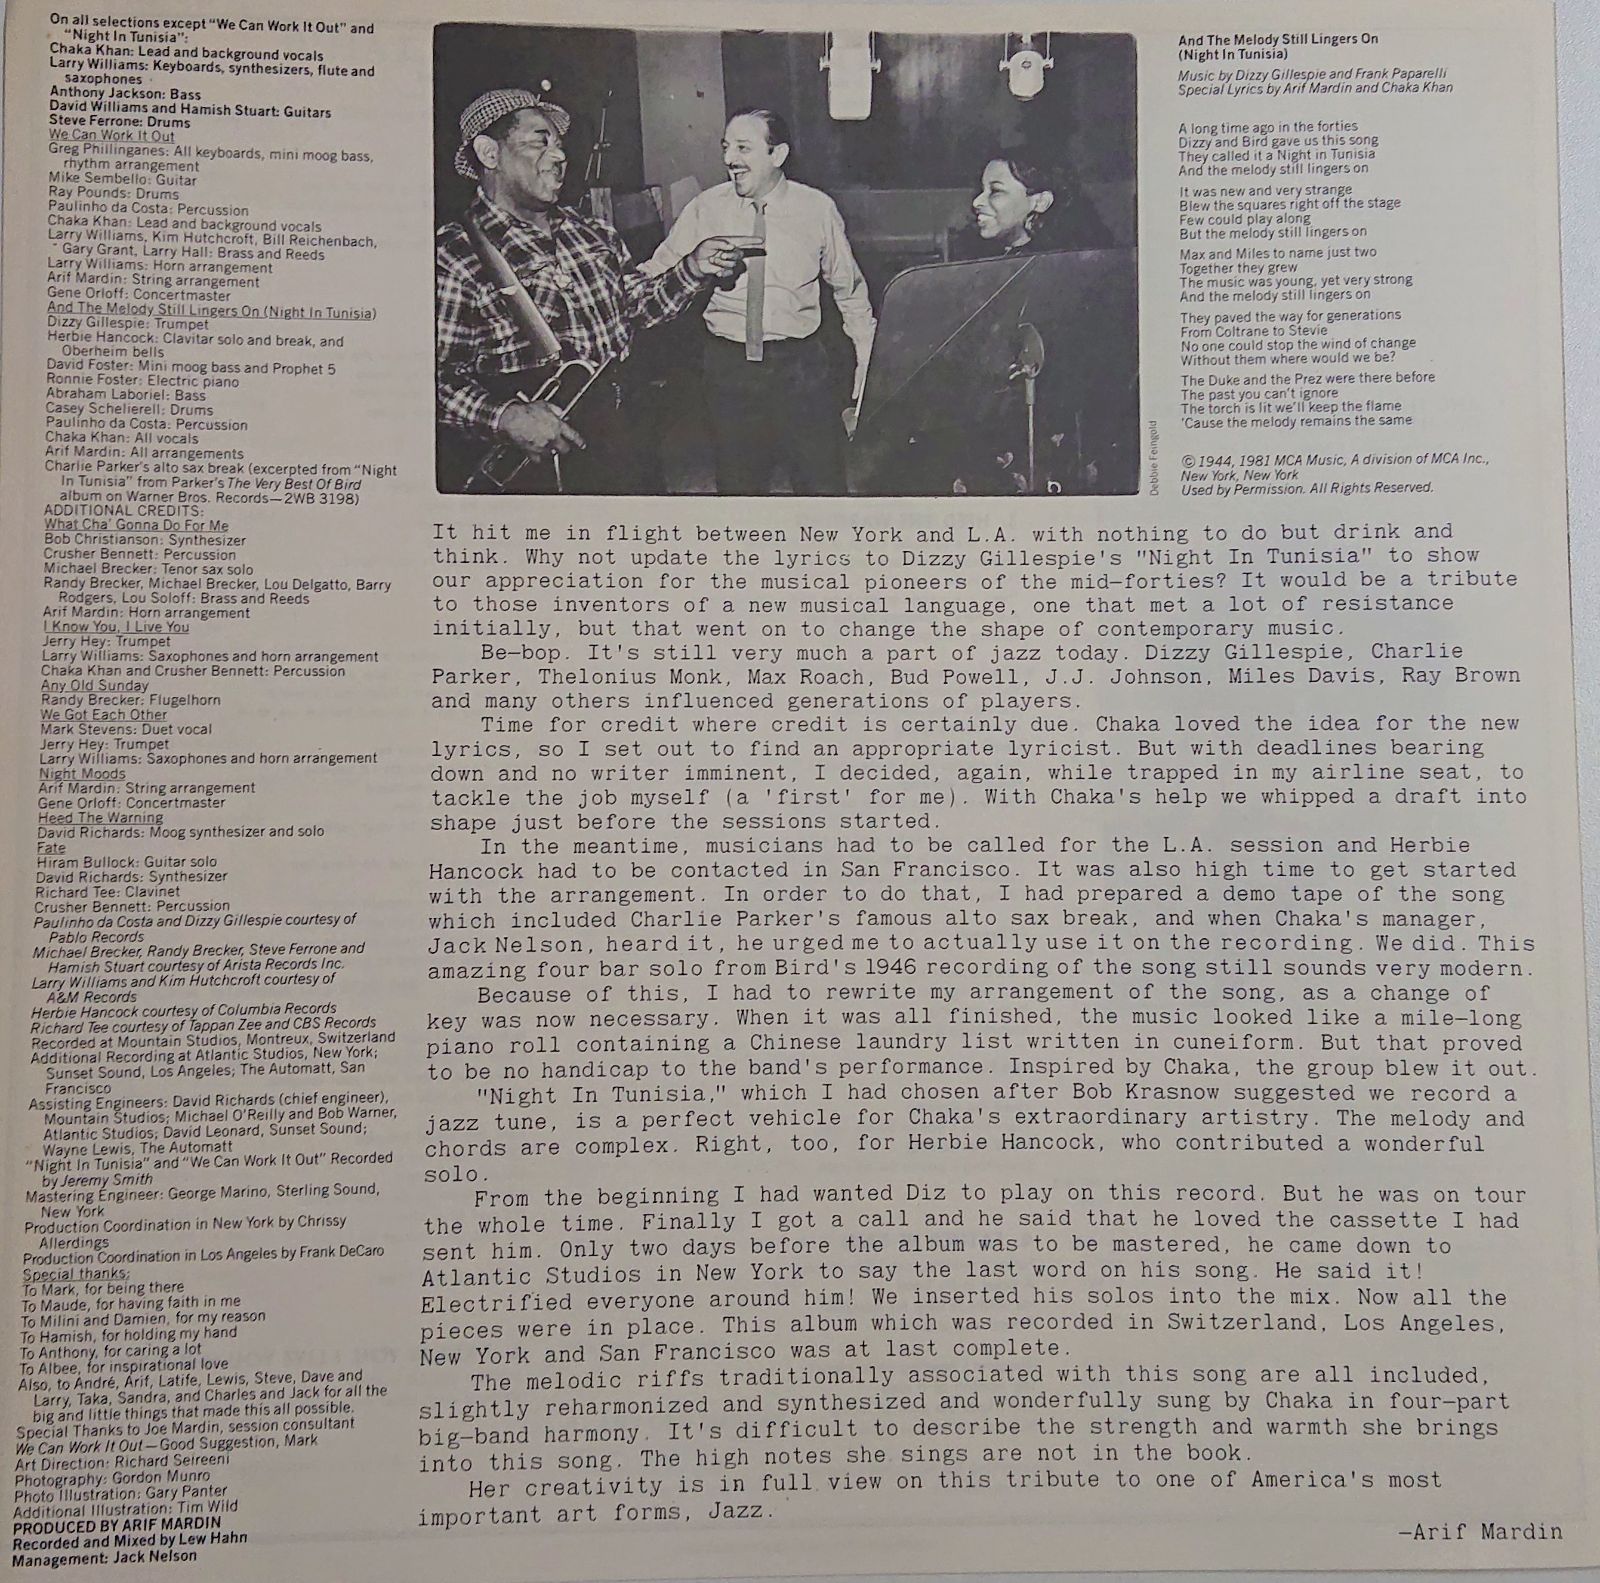 On all selections except "We Can Work It Out" and
"Night In Tunisia":
Chaka Khan: Lead and background vocals
Larry Williams: Keyboards, synthesizers, flute and
saxophones
Anthony Jackson: Bass
David Williams and Hamish Stuart: Guitars
Steve Ferrone: Drums
We Can Work It Out
Greg Phillinganes: All keyboards, mini moog bass,
rhythm arrangement
Mike Sembello: Guitar
Ray Pounds: Drums
Paulinho da Costa: Percussion
Chaka Khan: Lead and background vocals
Larry Williams, Kim Hutchcroft, Bill Reichenbach,
Gary Grant, Larry Hall: Brass and Reeds
Larry Williams: Horn arrangement
Arif Mardin: String arrangement
Gene Orloff: Concertmaster
And The Melody Still Lingers On (Night In Tunisia)
Dizzy Gillespie: Trumpet
Herbie Hancock: Clavitar solo and break, and
Oberheim bells
David Foster: Mini moog bass and Prophet 5
Ronnie Foster: Electric piano
Abraham Laboriel: Bass
Casey Schelierell: Drums
Paulinho da Costa: Percussion
Chaka Khan: All vocals
Arif Mardin: All arrangements
Charlie Parker's alto sax break (excerpted from "Night
In Tunisia" from Parker's The Very Best Of Bird
album on Warner Bros. Records—2WB 3198)
ADDITIONAL CREDITS:
What Cha' Gonna Do For Me
Bob Christianson: Synthesizer
Crusher Bennett: Percussion
Michael Brecker: Tenor sax solo
Randy Brecker, Michael Brecker, Lou Delgatto, Barry
Rodgers, Lou Soloff: Brass and Reeds
Arif Mardin: Horn arrangement
I Know You, I Live You
Jerry Hey: Trumpet
Larry Williams: Saxophones and horn arrangement
Chaka Khan and Crusher Bennett: Percussion
Any Old Sunday
Randy Brecker: Flugelhorn
We Got Each Other
Mark Stevens: Duet vocal
Jerry Hey: Trumpet
Larry Williams: Saxophones and horn arrangement
Night Moods
Arif Mardin: String arrangement
Gene Orloff: Concertmaster
Heed The Warning
David Richards: Moog synthesizer and solo
Fate
Hiram Bullock: Guitar solo
David Richards: Synthesizer
Richard Tee: Clavinet
Crusher Bennett: Percussion
Paulinho da Costa and Dizzy Gillespie courtesy of
Pablo Records
Michael Brecker, Randy Brecker, Steve Ferrone and
Hamish Stuart courtesy of Arista Records Inc.
Larry Williams and Kim Hutchcroft courtesy of
A&M Records
Herbie Hancock courtesy of Columbia Records
Richard Tee courtesy of Tappan Zee and CBS Records
Recorded at Mountain Studios, Montreux, Switzerland
Additional Recording at Atlantic Studios, New York;
Sunset Sound, Los Angeles; The Automatt, San
Francisco
Assisting Engineers: David Richards (chief engineer),
Mountain Studios; Michael O'Reilly and Bob Warner,
Atlantic Studios; David Leonard, Sunset Sound;
Wayne Lewis, The Automatt
"Night In Tunisia" and "We Can Work It Out" Recorded
by Jeremy Smith
Mastering Engineer: George Marino, Sterling Sound,
New York
Production Coordination in New York by Chrissy
Allerdings
Production Coordination in Los Angeles by Frank DeCaro
Special thanks:
To Mark, for being there
To Maude, for having faith in me
To Milini and Damien, for my reason
To Hamish, for holding my hand
To Anthony, for caring a lot
To Albee, for inspirational love
Also, to André, Arif, Latife, Lewis, Steve, Dave and
Larry, Taka, Sandra, and Charles and Jack for all the
big and little things that made this all possible.
Special Thanks to Joe Mardin, session consultant
We Can Work It Out—Good Suggestion, Mark
Art Direction: Richard Seireeni
Photography: Gordon Munro
Photo Illustration: Gary Panter
Additional Illustration: Tim Wild
PRODUCED BY ARIF MARDIN
Recorded and Mixed by Lew Hahn
Management: Jack Nelson
Debbie Feingold
And The Melody Still Lingers On
(Night In Tunisia)
Music by Dizzy Gillespie and Frank Paparelli
Special Lyrics by Arif Mardin and Chaka Khan
A long time ago in the forties
Dizzy and Bird gave us this song
They called it a Night in Tunisia
And the melody still lingers on
It was new and very strange
Blew the squares right off the stage
Few could play along
But the melody still lingers on
Max and Miles to name just two
Together they grew
The music was young, yet very strong
And the melody still lingers on
They paved the way for generations
From Coltrane to Stevie
No one could stop the wind of change
Without them where would we be?
The Duke and the Prez were there before
The past you can't ignore
The torch is lit we'll keep the flame
'Cause the melody remains the same
© 1944, 1981 MCA Music, A division of MCA Inc.,
New York, New York
Used by Permission. All Rights Reserved.
It hit me in flight between New York and L.A. with nothing to do but drink and
think. Why not update the lyrics to Dizzy Gillespie's "Night In Tunisia" to show
our appreciation for the musical pioneers of the mid-forties? It would be a tribute
to those inventors of a new musical language, one that met a lot of resistance
initially, but that went on to change the shape of contemporary music.
Be-bop. It's still very much a part of jazz today. Dizzy Gillespie, Charlie
Parker, Thelonius Monk, Max Roach, Bud Powell, J.J. Johnson, Miles Davis, Ray Brown
and many others influenced generations of players.
Time for credit where credit is certainly due. Chaka loved the idea for the new
lyrics, so I set out to find an appropriate lyricist. But with deadlines bearing
down and no writer imminent, I decided, again, while trapped in my airline seat, to
tackle the job myself (a 'first' for me). With Chaka's help we whipped a draft into
shape just before the sessions started.
In the meantime, musicians had to be called for the L.A. session and Herbie
Hancock had to be contacted in San Francisco. It was also high time to get started
with the arrangement. In order to do that, I had prepared a demo tape of the song
which included Charlie Parker's famous alto sax break, and when Chaka's manager,
Jack Nelson, heard it, he urged me to actually use it on the recording. We did. This
amazing four bar solo from Bird's 1946 recording of the song still sounds very modern.
Because of this, I had to rewrite my arrangement of the song, as a change of
key was now necessary. When it was all finished, the music looked like a mile-long
piano roll containing a Chinese laundry list written in cuneiform. But that proved
to be no handicap to the band's performance. Inspired by Chaka, the group blew it out.
"Night In Tunisia," which I had chosen after Bob Krasnow suggested we record a
jazz tune, is a perfect vehicle for Chaka's extraordinary artistry. The melody and
chords are complex. Right, too, for Herbie Hancock, who contributed a wonderful
solo.
From the beginning I had wanted Diz to play on this record. But he was on tour
the whole time. Finally I got a call and he said that he loved the cassette I had
sent him. Only two days before the album was to be mastered, he came down to
Atlantic Studios in New York to say the last word on his song. He said it!
Electrified everyone around him! We inserted his solos into the mix. Now all the
pieces were in place. This album which was recorded in Switzerland, Los Angeles,
New York and San Francisco was at last complete.
The melodic riffs traditionally associated with this song are all included,
slightly reharmonized and synthesized and wonderfully sung by Chaka in four-part
big-band harmony. It's difficult to describe the strength and warmth she brings
into this song. The high notes she sings are not in the book.
Her creativity is in full view on this tribute to one of America's most
important art forms, Jazz.
—Arif Mardin